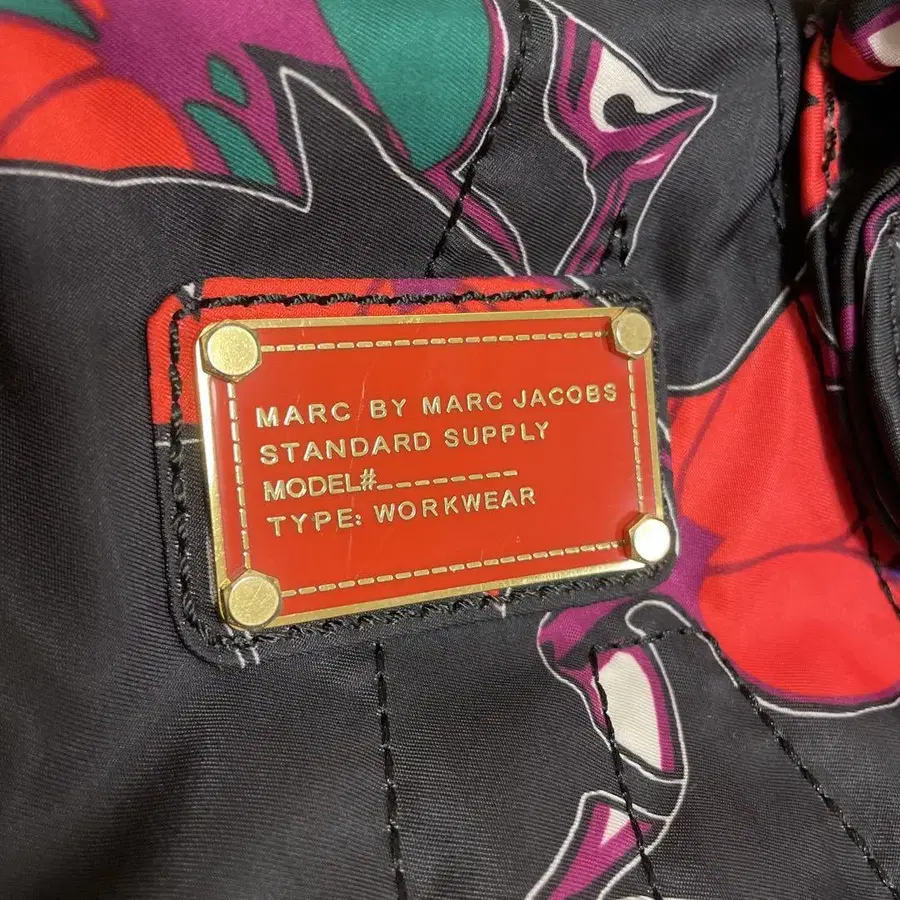 MARC BY MARC JACOBS
STANDARD SUPPLY
MODEL#_________
TYPE: WORKWEAR